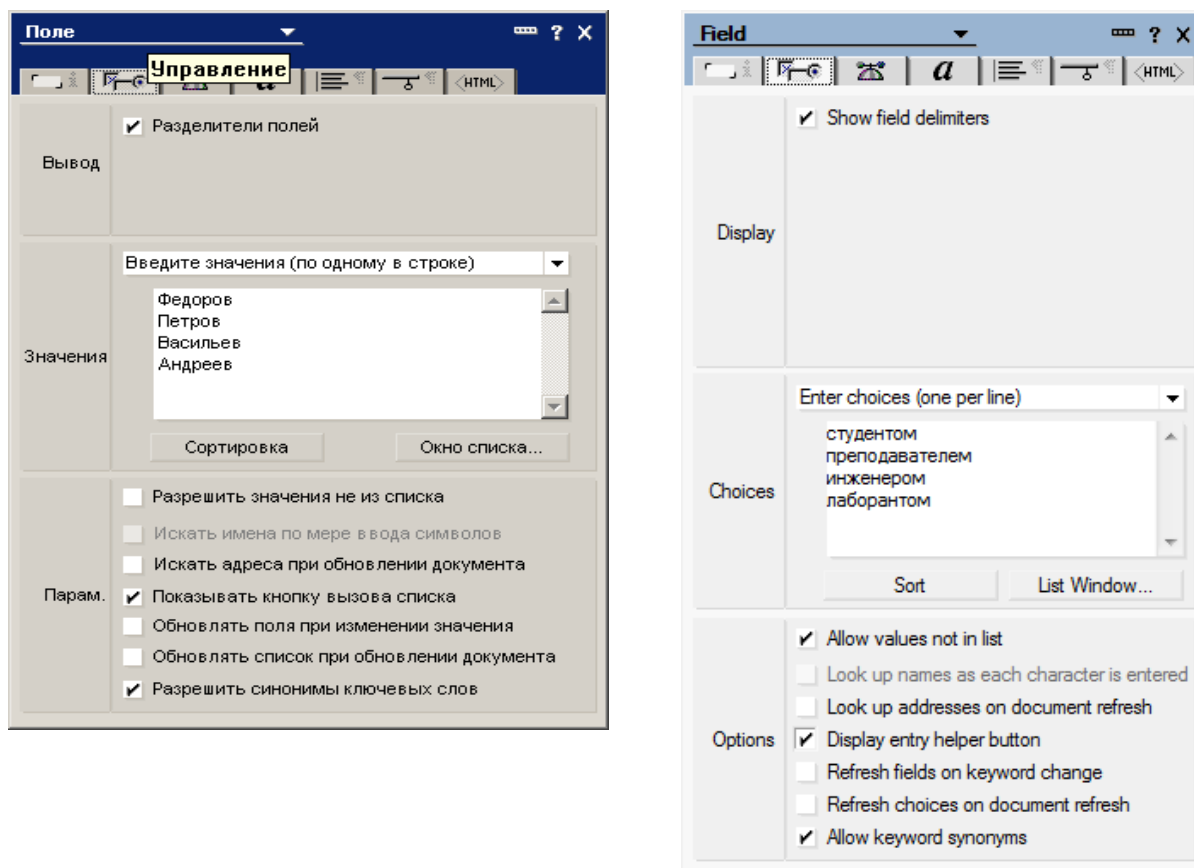 Поле
?
Управление
a
<HTML>
Разделители полей
Вывод
Введите значения (по одному в строке)
Федоров
Петров
Васильев
Андреев
Значения
Сортировка
Окно списка...
Разрешить значения не из списка
Искать имена по мере ввода символов
Искать адреса при обновлении документа
Парам.
Показывать кнопку вызова списка
Обновлять поля при изменении значения
Обновлять список при обновлении документа
Разрешить синонимы ключевых слов
Field
?
a
<HTML>
Show field delimiters
Display
Enter choices (one per line)
студентом
преподавателем
инженером
лаборантом
Choices
Sort
List Window...
Allow values not in list
Look up names as each character is entered
Look up addresses on document refresh
Options
Display entry helper button
Refresh fields on keyword change
Refresh choices on document refresh
Allow keyword synonyms